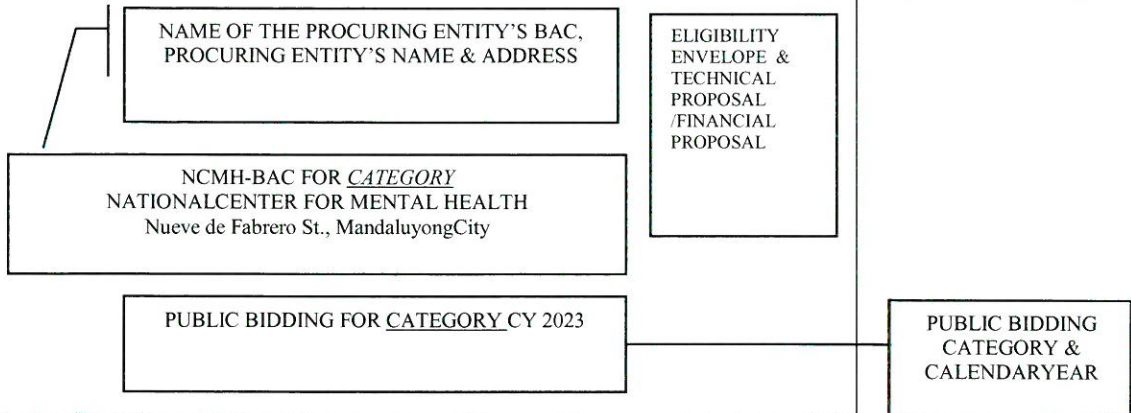 NAME OF THE PROCURING ENTITY'S BAC,
PROCURING ENTITY'S NAME & ADDRESS
ELIGIBILITY
ENVELOPE &
TECHNICAL
PROPOSAL
/FINANCIAL
PROPOSAL
NCMH-BAC FOR CATEGORY
NATIONALCENTER FOR MENTAL HEALTH
Nueve de Fabrero St., MandaluyongCity
PUBLIC BIDDING FOR CATEGORY CY 2023
PUBLIC BIDDING
CATEGORY &
CALENDARYEAR